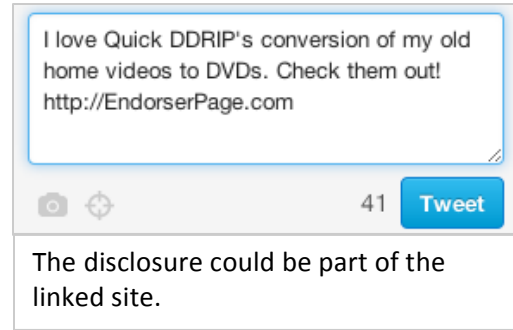 I love Quick DDRIP's conversion of my old
home videos to DVDs. Check them out!
http://EndorserPage.com
41 Tweet
The disclosure could be part of the
linked site.